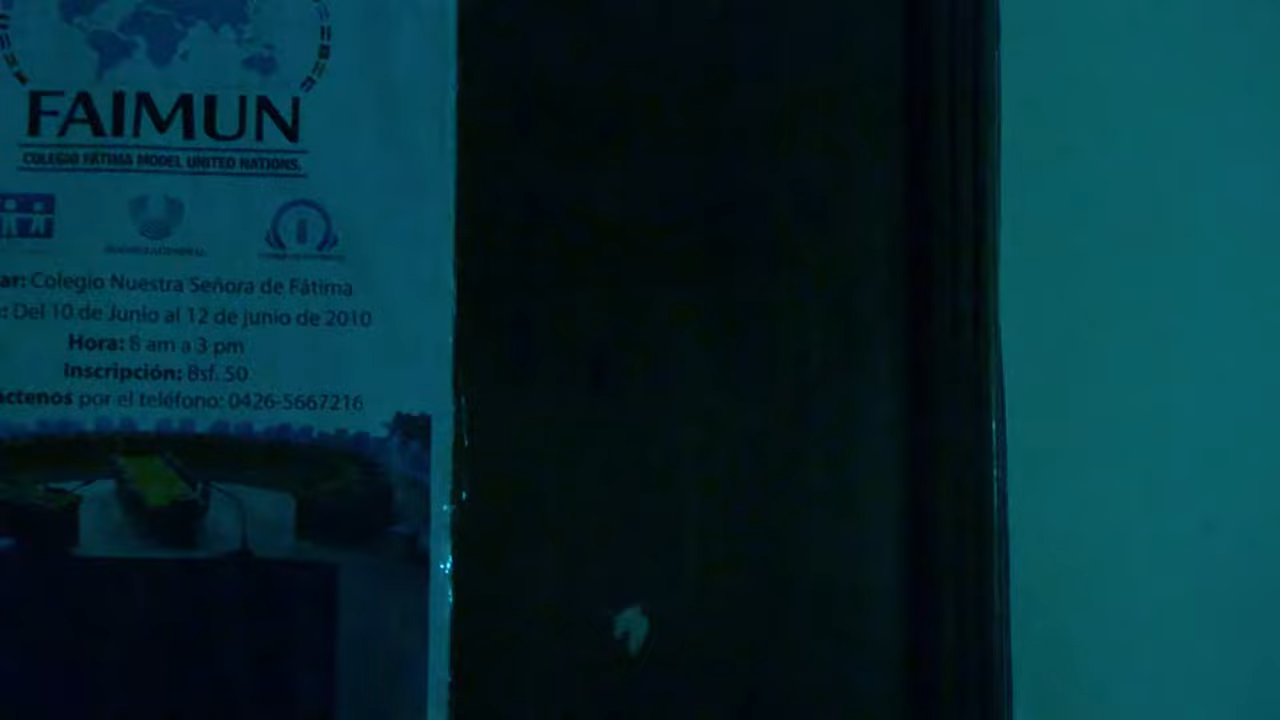 FAIMUN
COLEGIO FÁTIMA MODEL UNITED NATIONS.
ar: Colegio Nuestra Señora de Fátima
: Del 10 de Junio al 12 de junio de 2010
Hora: 8 am a 3 pm
Inscripción: Bsf. 50
áctenos por el teléfono: 0426-5667216